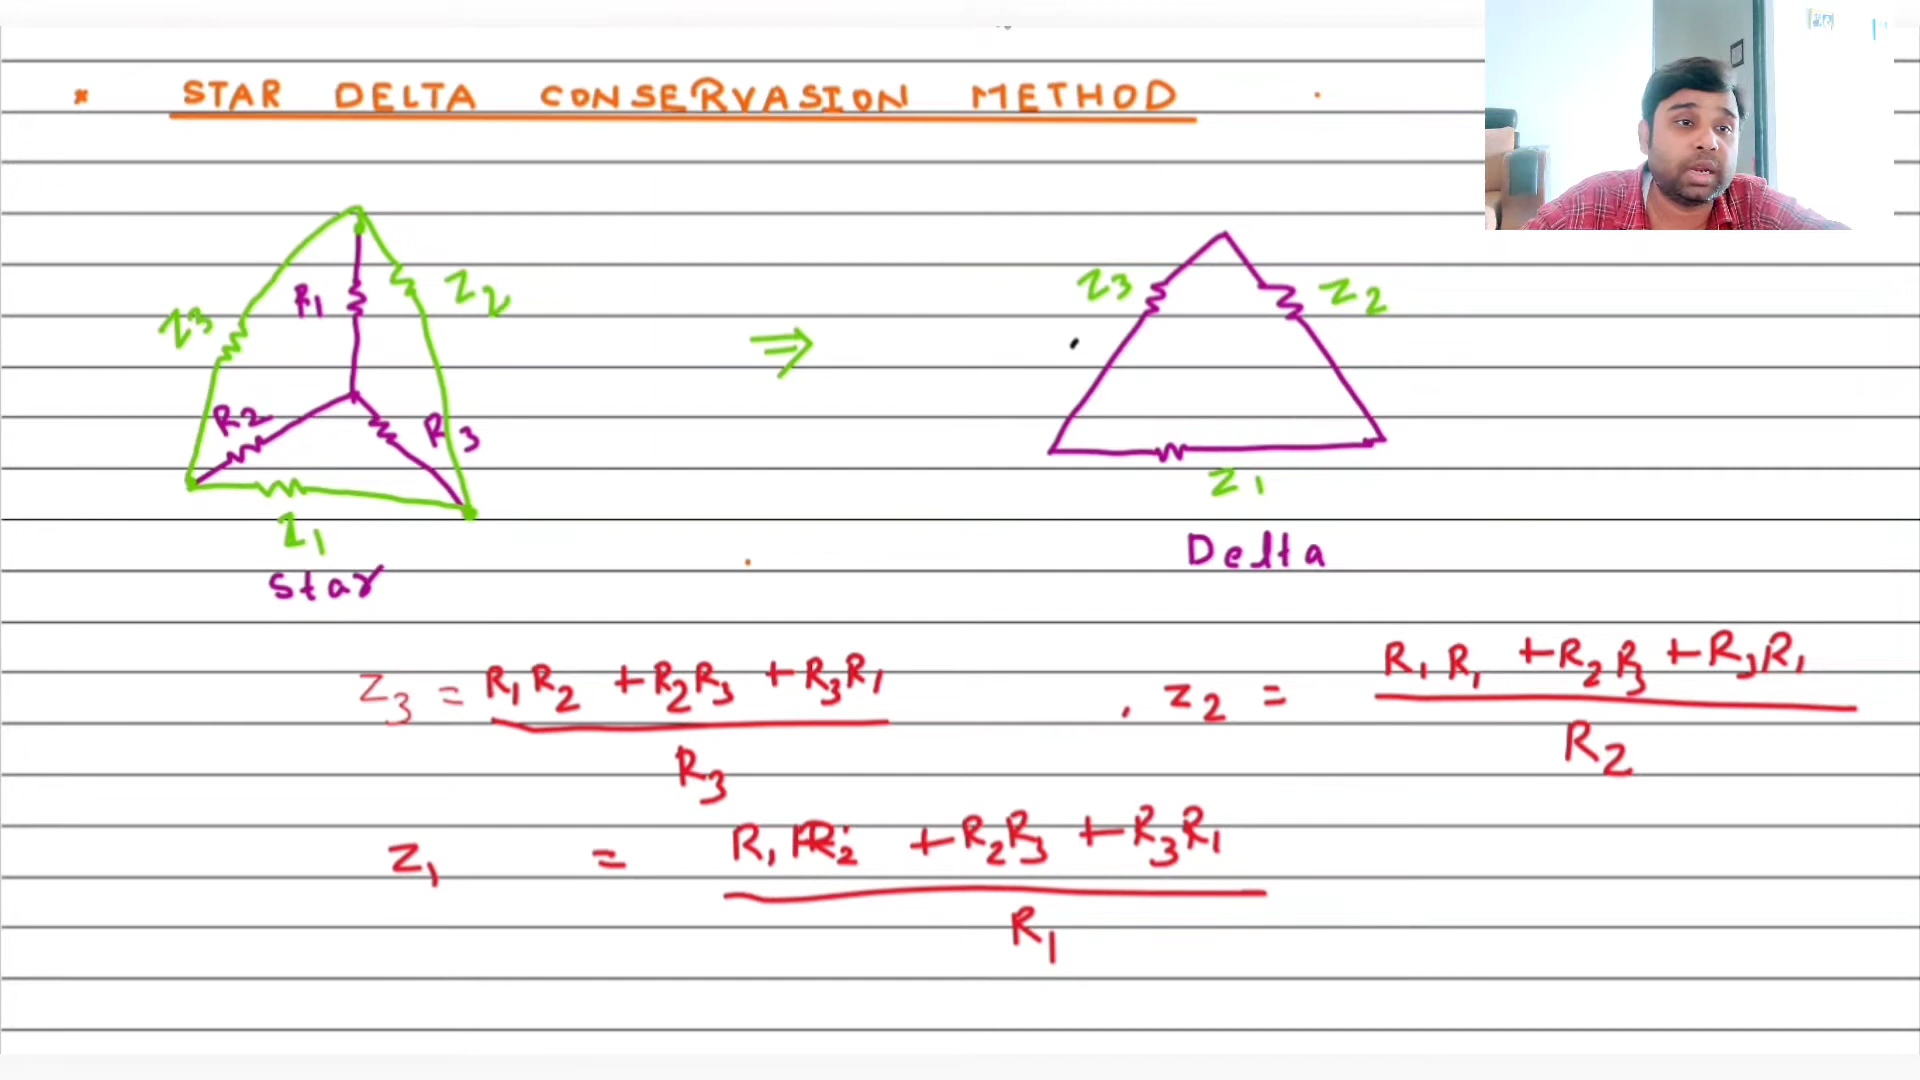 * STAR DELTA CONSERVASION METHOD
R1 Z2
Z3
R2 R3
Z1
Star
⇒
Z3 Z2
Z1
Delta
Z3 = R1R2 + R2R3 + R3R1 / R3
, Z2 = R1R1 + R2R3 + R3R1 / R2
Z1 = R1R2 + R2R3 + R3R1 / R1